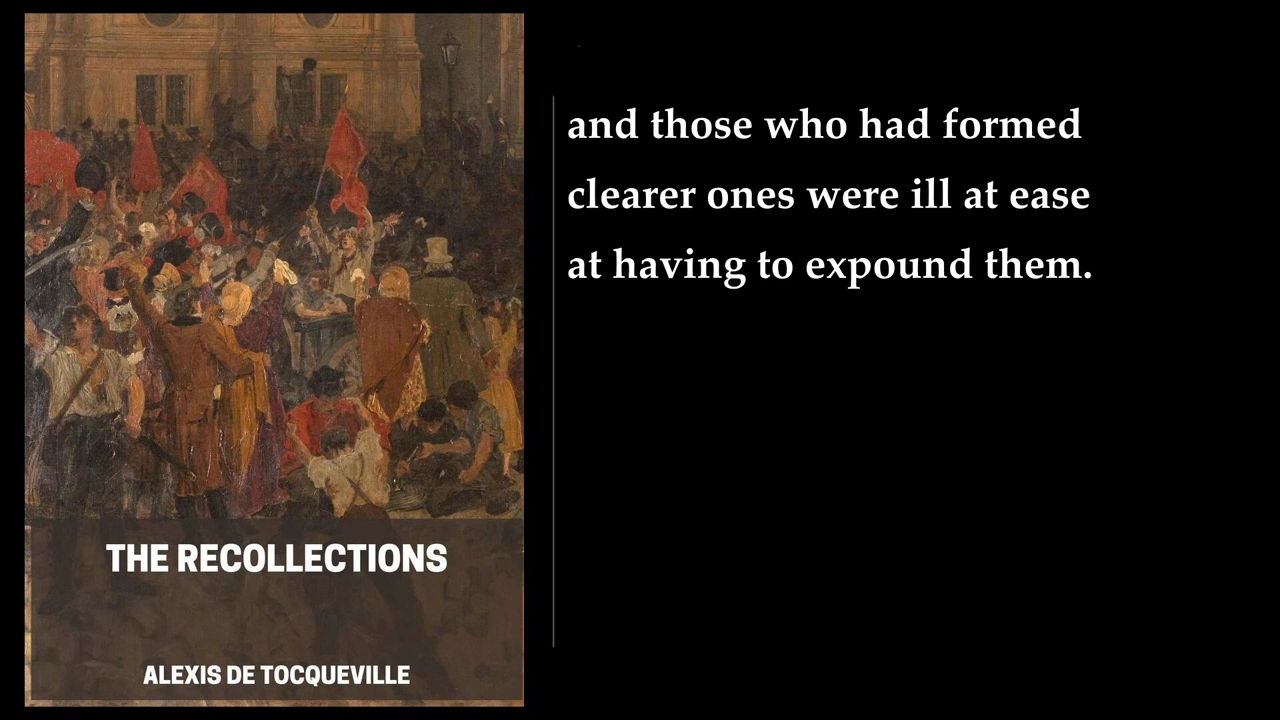 THE RECOLLECTIONS
ALEXIS DE TOCQUEVILLE
and those who had formed
clearer ones were ill at ease
at having to expound them.